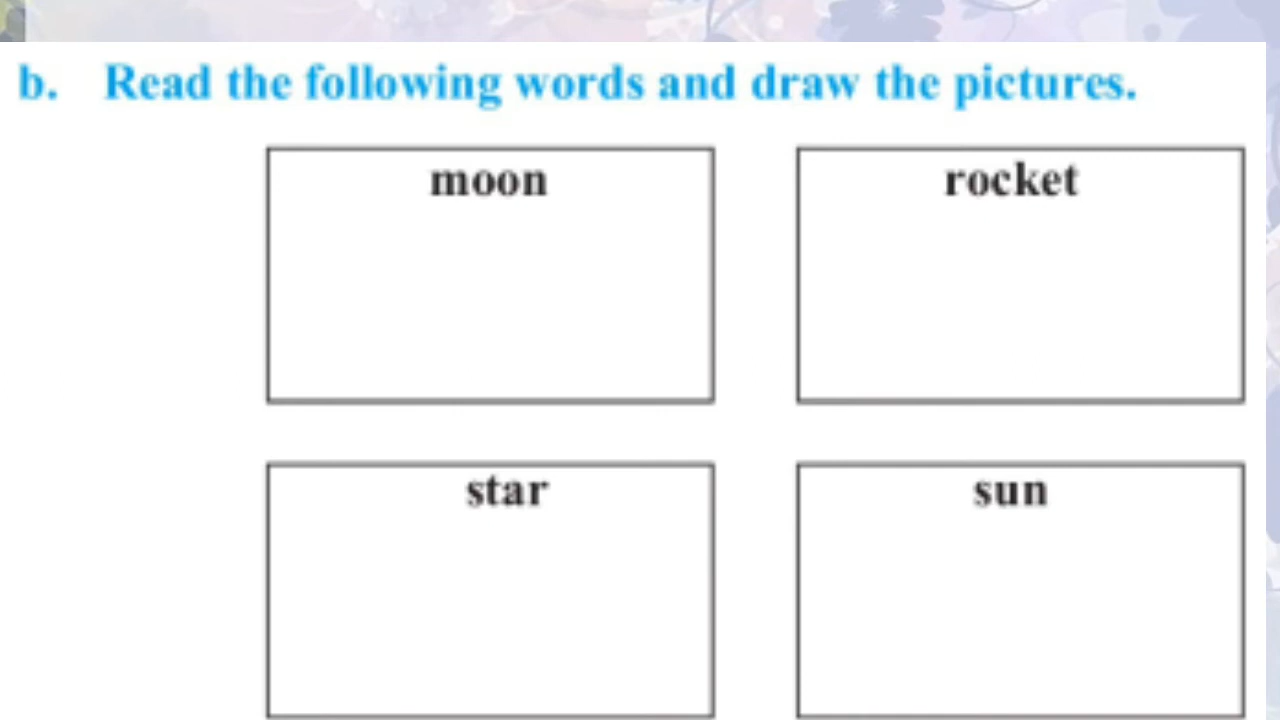 b. Read the following words and draw the pictures.
moon
rocket
star
sun